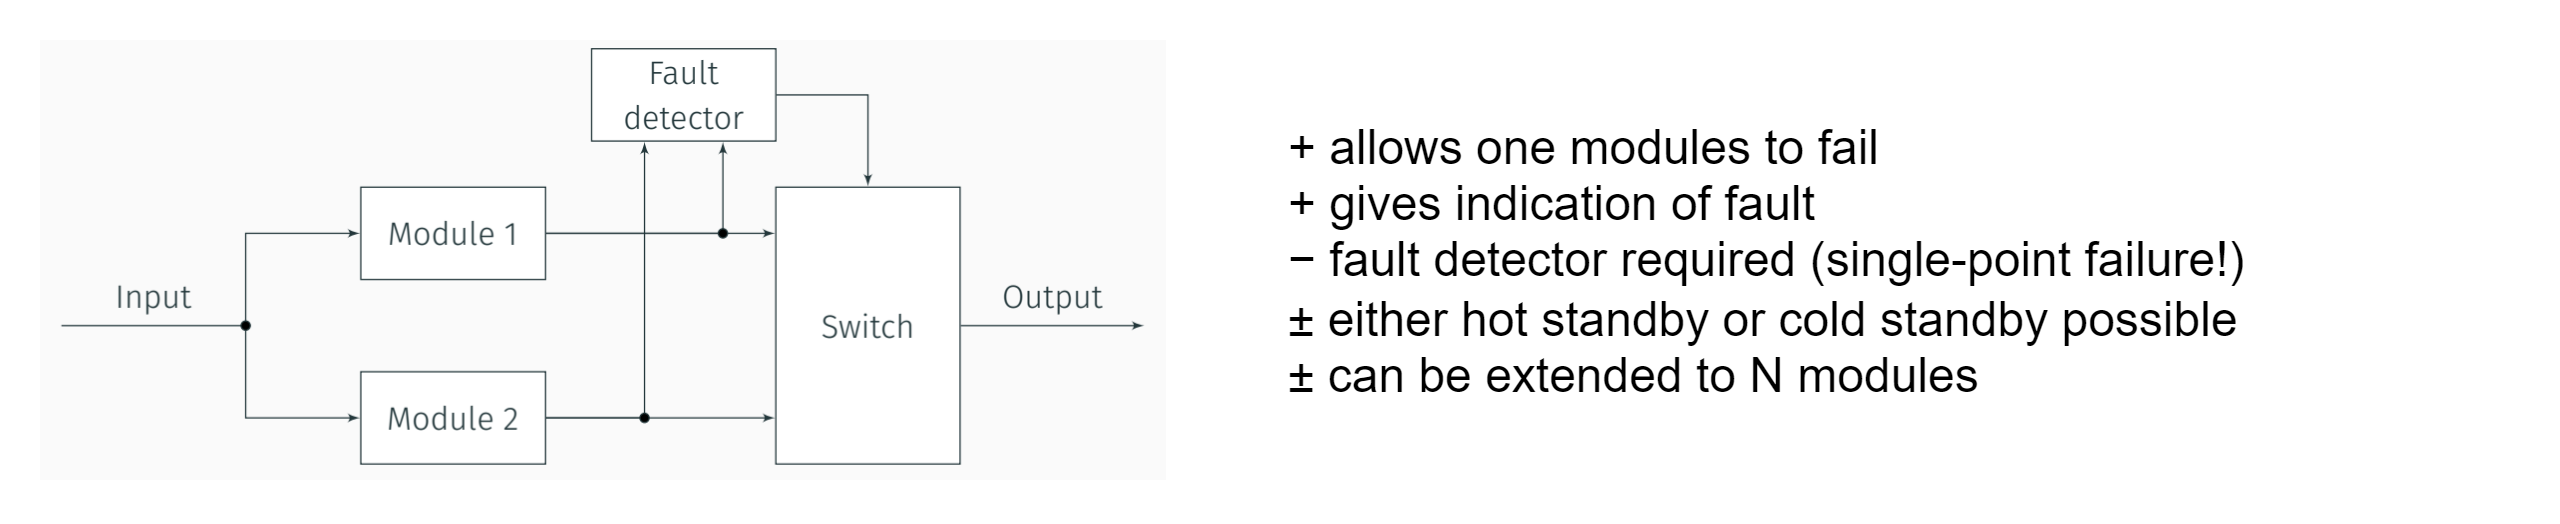 Fault
detector
Module 1
Input
Output
Switch
Module 2
+ allows one modules to fail
+ gives indication of fault
− fault detector required (single-point failure!)
± either hot standby or cold standby possible
± can be extended to N modules